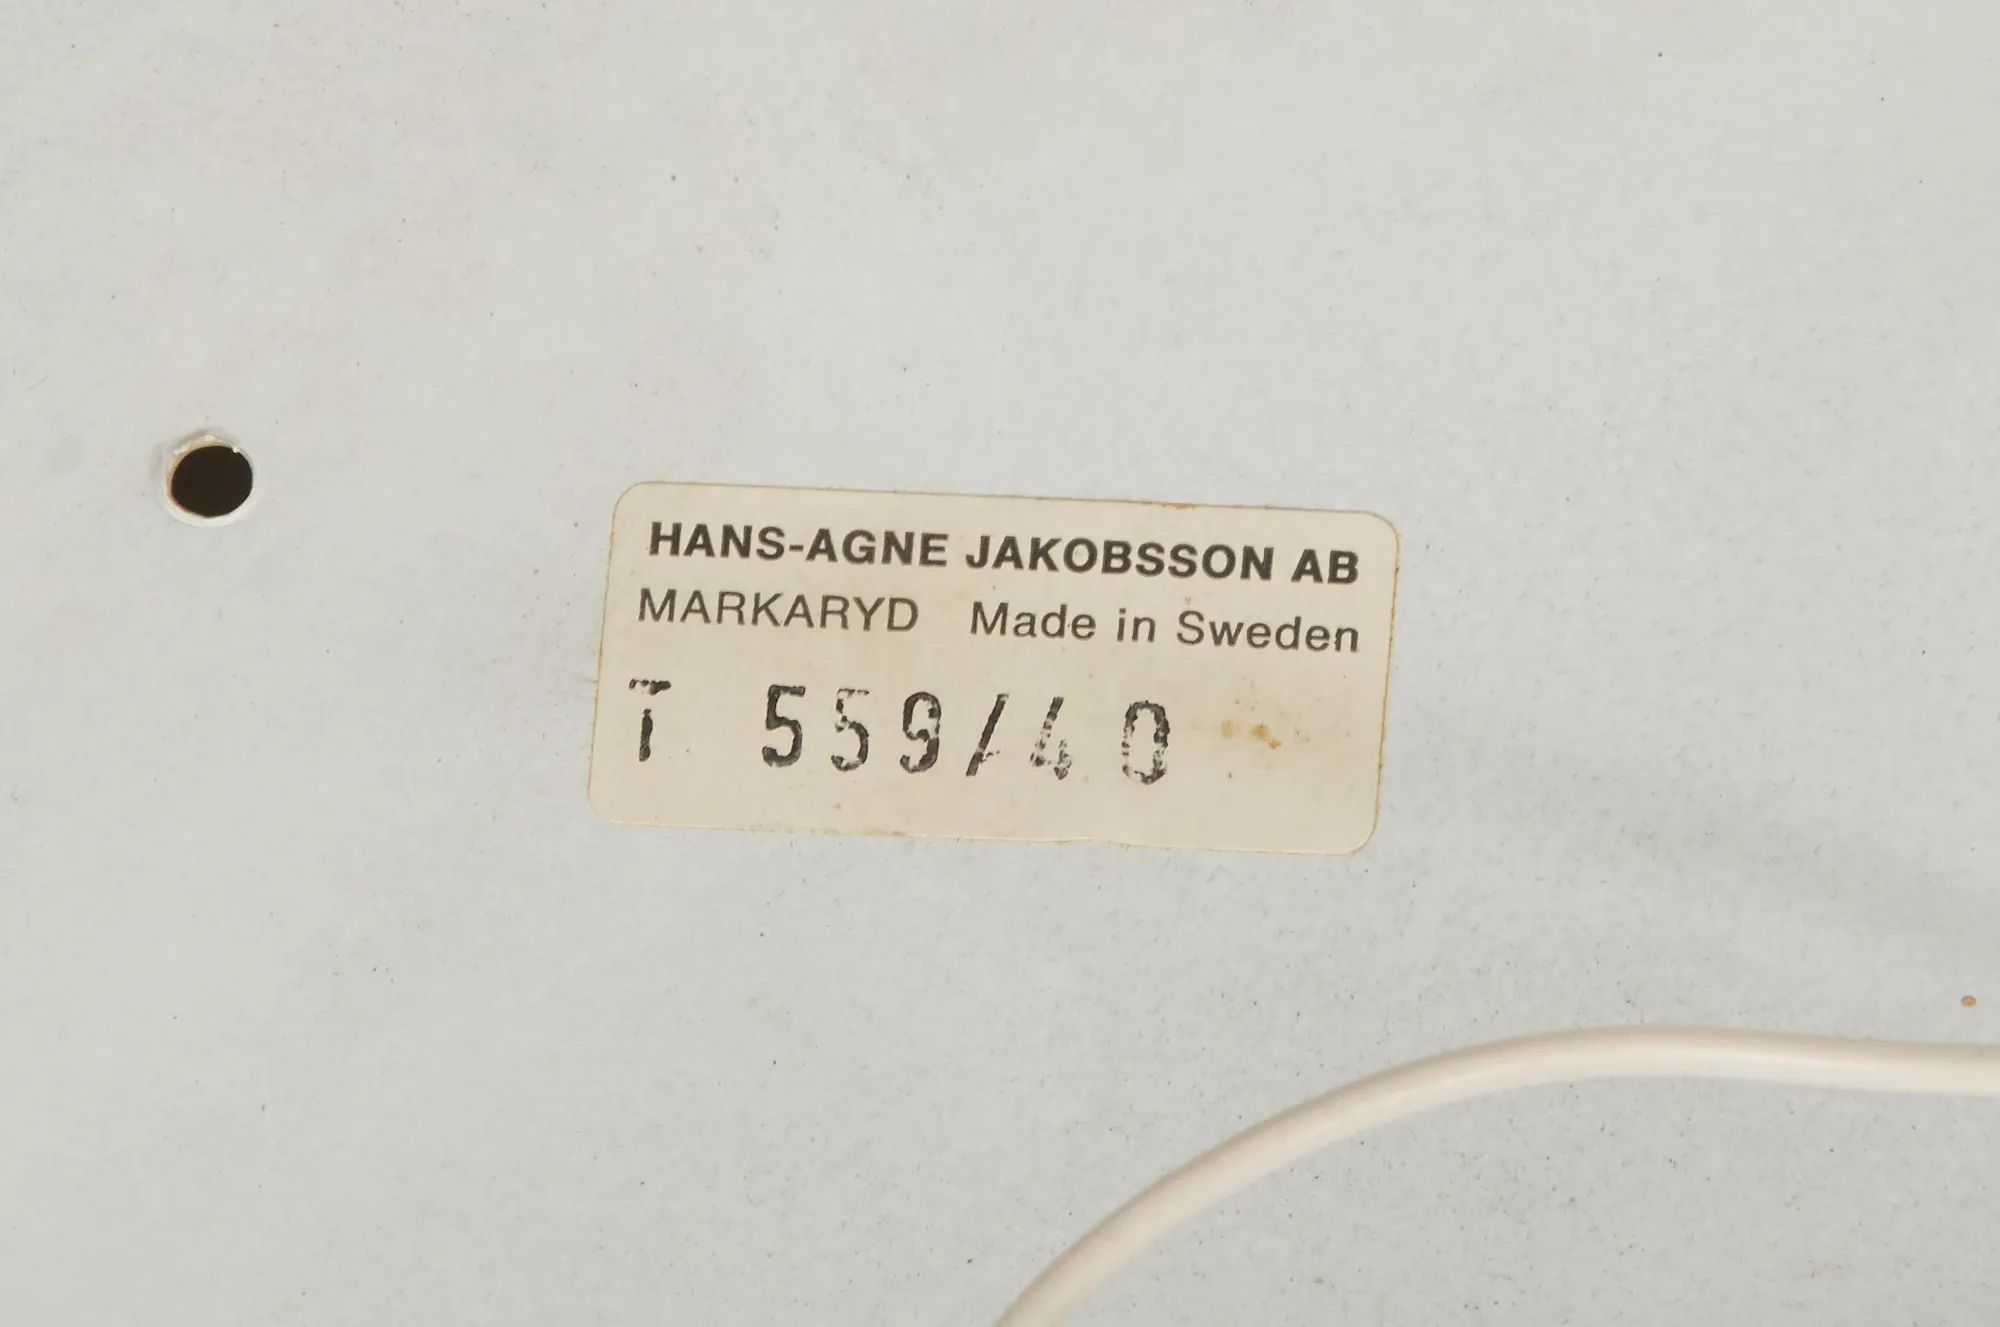 HANS-AGNE JAKOBSSON AB
MARKARYD Made in Sweden
T 559/40